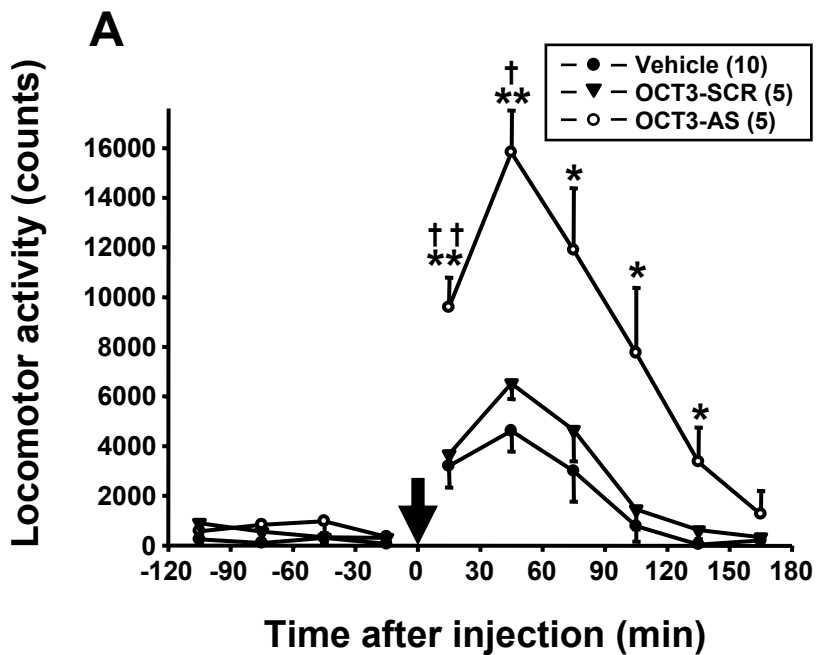 A
Vehicle (10)
OCT3-SCR (5)
OCT3-AS (5)
Locomotor activity (counts)
16000
14000
12000
10000
8000
6000
4000
2000
0
†
**
*
† †
**
*
*
-120 -90 -60 -30 0 30 60 90 120 150 180
Time after injection (min)